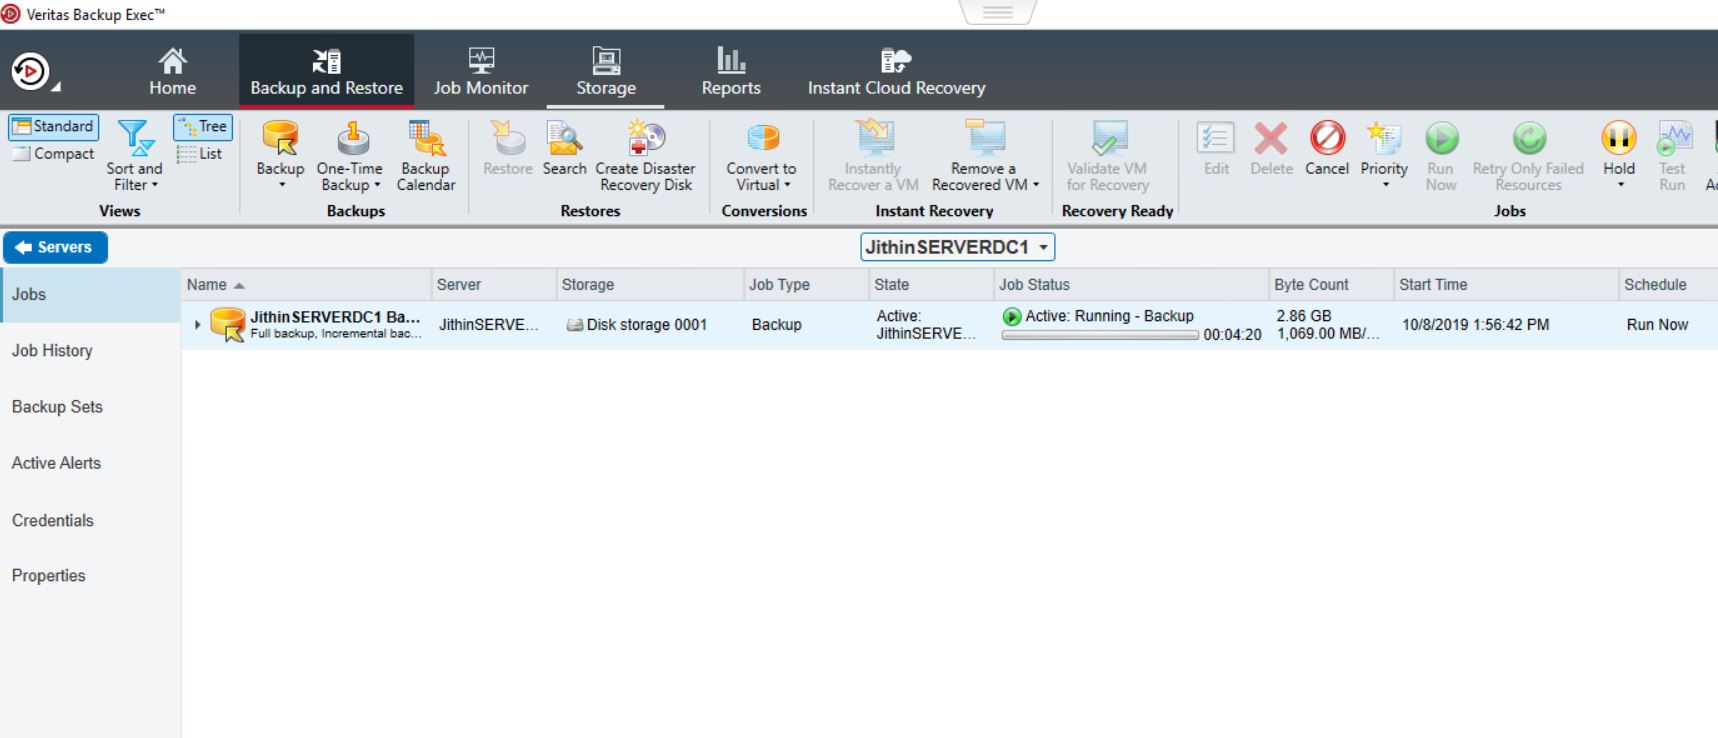 Veritas Backup Exec™
Home
Backup and Restore
Job Monitor
Storage
Reports
Instant Cloud Recovery
Standard
Compact
Sort and
Filter
Tree
List
Views
Backup
One-Time
Backup
Backup
Calendar
Backups
Restore
Search
Create Disaster
Recovery Disk
Restores
Convert to
Virtual
Conversions
Instantly
Recover a VM
Remove a
Recovered VM
Instant Recovery
Validate VM
for Recovery
Recovery Ready
Edit
Delete
Cancel
Priority
Run
Now
Retry Only Failed
Resources
Hold
Test
Run
Jobs
Servers
JithinSERVERDC1
Jobs
Job History
Backup Sets
Active Alerts
Credentials
Properties
Name
Server
Storage
Job Type
State
Job Status
Byte Count
Start Time
Schedule
JithinSERVERDC1 Ba...
Full backup, Incremental bac...
JithinSERVE...
Disk storage 0001
Backup
Active:
JithinSERVE...
Active: Running - Backup
00:04:20
2.86 GB
1,069.00 MB/...
10/8/2019 1:56:42 PM
Run Now